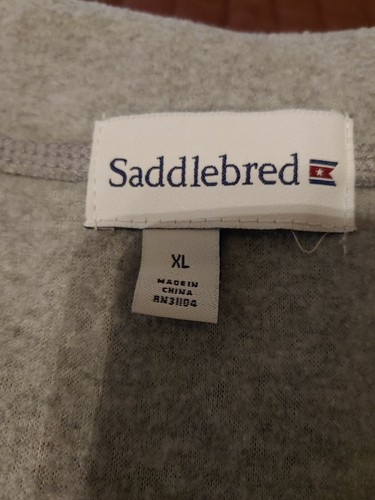 Saddlebred
XL
MADE IN
CHINA
RN31194